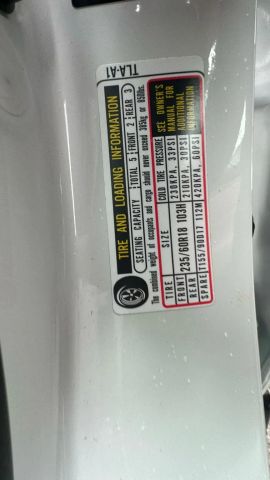 TIRE AND LOADING INFORMATION
SEATING CAPACITY TOTAL 5 FRONT 2 REAR 3
The combined weight of occupants and cargo should never exceed 385kg or 850lbs.
TIRE SIZE COLD TIRE PRESSURE
FRONT 235/60R18 103H 230KPA, 33PSI
REAR 210KPA, 30PSI
SPARE T155/90D17 112M 420KPA, 60PSI
SEE OWNER'S
MANUAL FOR
ADDITIONAL
INFORMATION
TLA-A1